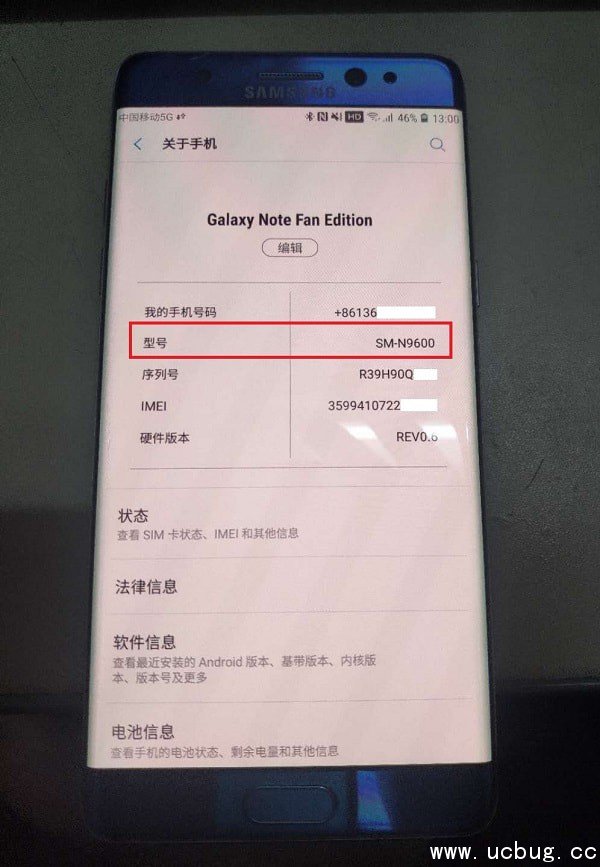 SAMSUNG
中国移动5G HD 46% 13:00
关于手机
Galaxy Note Fan Edition
编辑
我的手机号码 +86136
型号 SM-N9600
序列号 R39H90Q
IMEI 3599410722
硬件版本 REV0.6
状态
查看 SIM 卡状态、IMEI 和其他信息
法律信息
软件信息
查看最近安装的 Android 版本、基带版本、内核版
本、版本号及更多
电池信息
查看手机的电池状态、剩余电量和其他信息
www.ucbug.cc